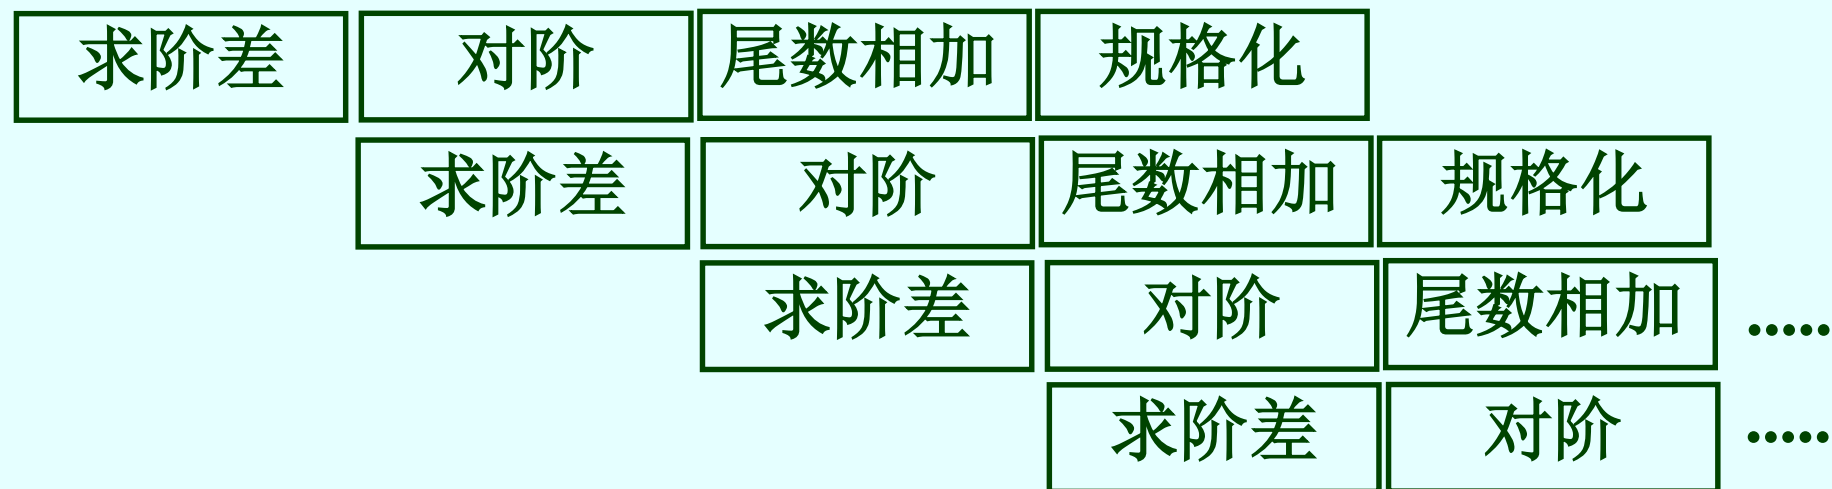 求阶差 对阶 尾数相加 规格化
求阶差 对阶 尾数相加 规格化
求阶差 对阶 尾数相加 ·····
求阶差 对阶 ·····